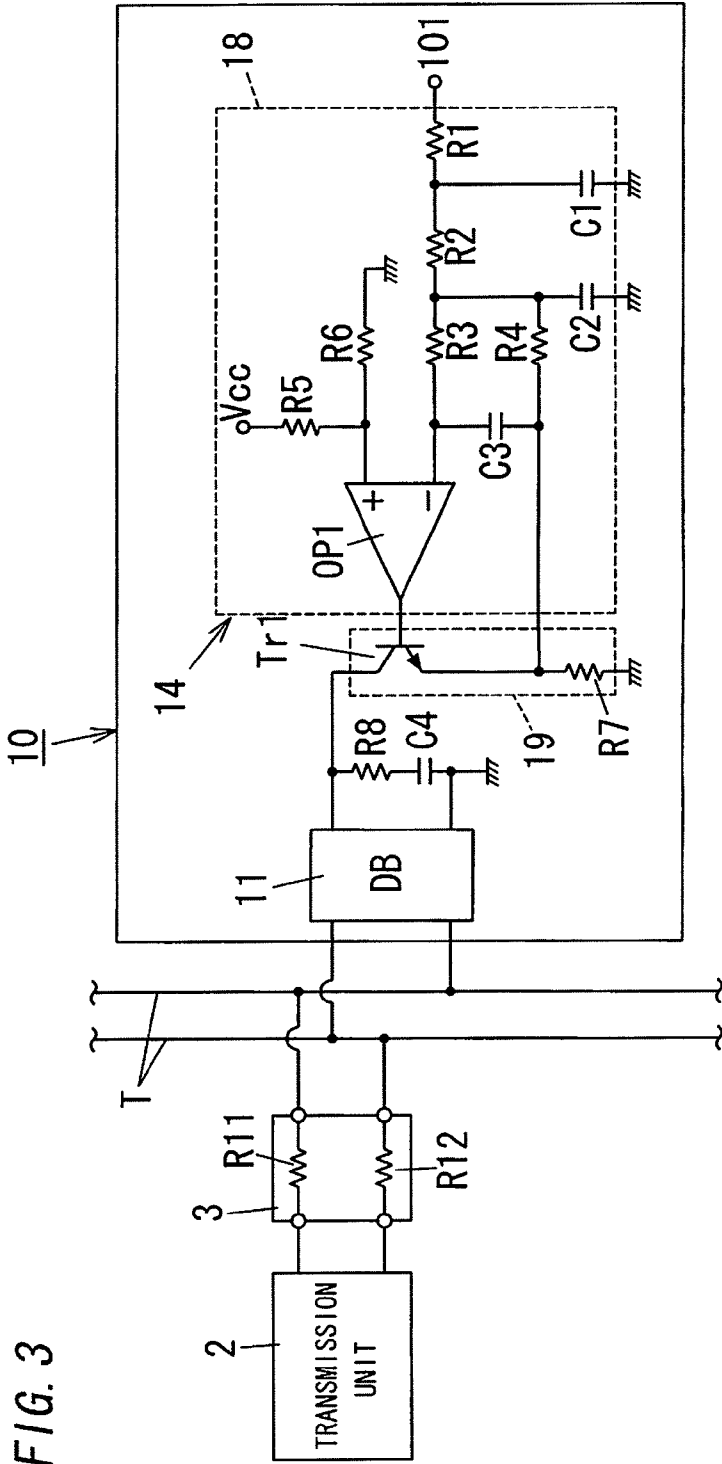 FIG. 3
10
14
18
Vcc
R5
R6
101
R1
R2
R3
R4
C1
C2
C3
OP1
+
−
Tr1
19
R7
R8
C4
11
DB
T
3
R11
R12
2
TRANSMISSION
UNIT